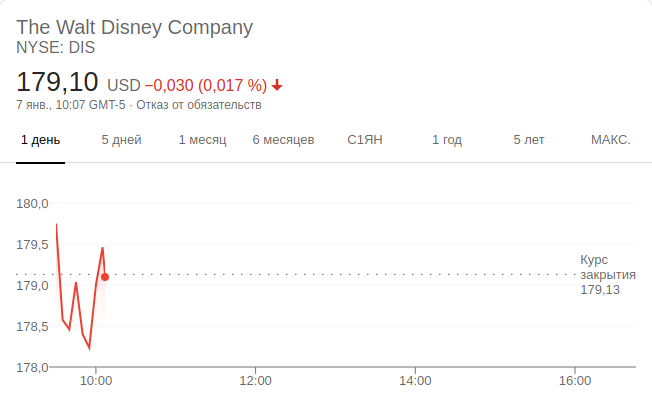 The Walt Disney Company
NYSE: DIS
179,10 USD −0,030 (0,017 %)
7 янв., 10:07 GMT-5 · Отказ от обязательств
1 день 5 дней 1 месяц 6 месяцев С1ЯН 1 год 5 лет МАКС.
180,0
179,5
Курс
закрытия
179,13
179,0
178,5
178,0
10:00 12:00 14:00 16:00